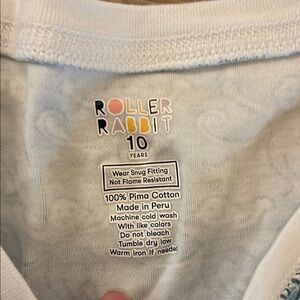 ROLLER
RABBIT
10
YEARS
Wear Snug Fitting
Not Flame Resistant
100% Pima Cotton
Made in Peru
Machine cold wash
With like colors
Do not bleach
Tumble dry low
Warm iron if needed